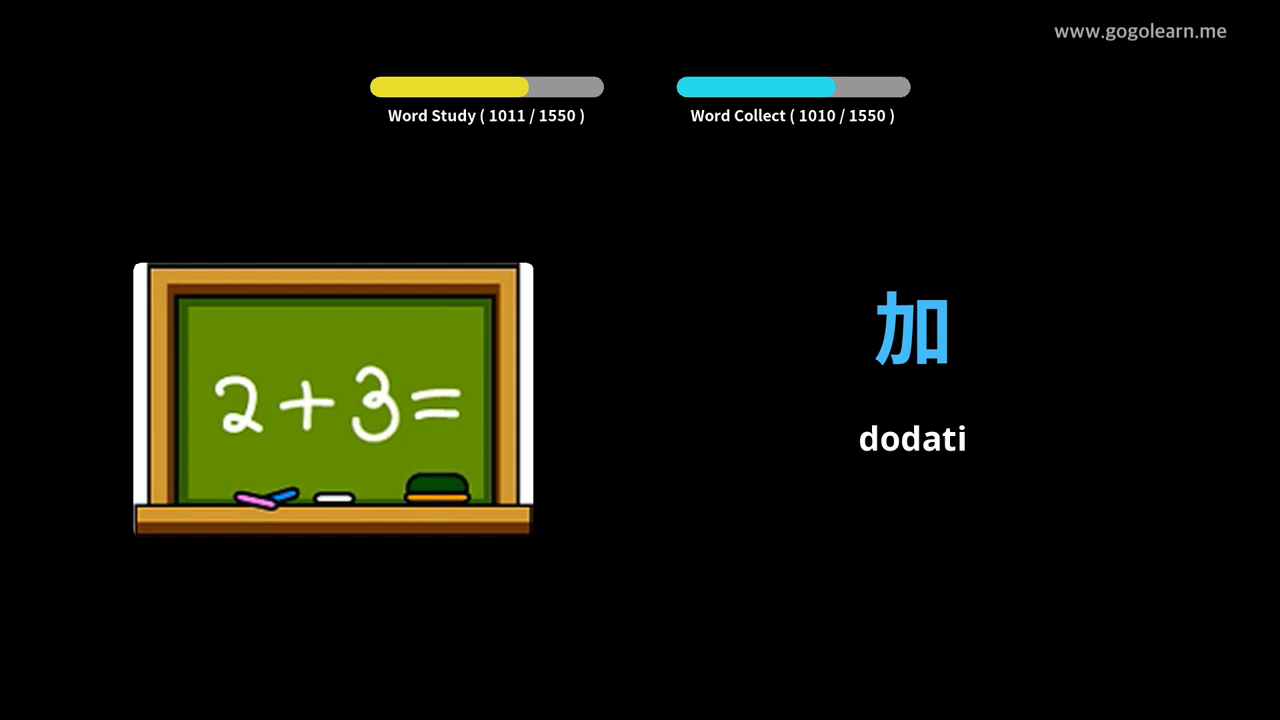 www.gogolearn.me
Word Study ( 1011 / 1550 )
Word Collect ( 1010 / 1550 )
2+3=
加
dodati